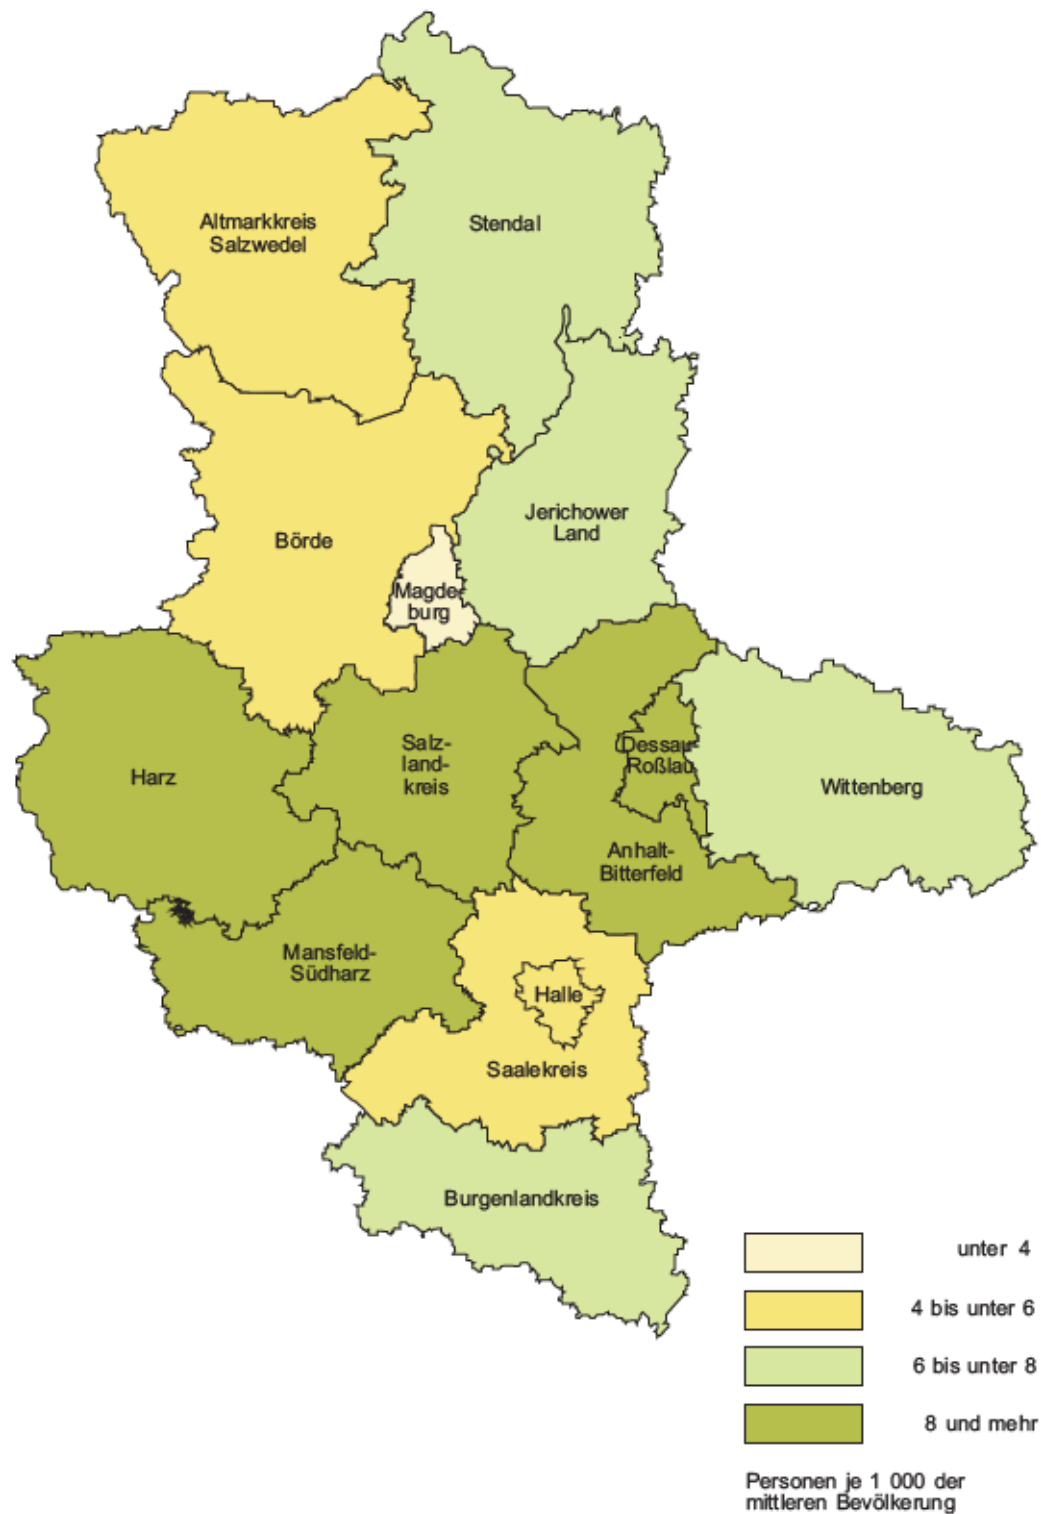 Altmarkkreis
Salzwedel
Stendal
Jerichower
Land
Börde
Magde-
burg
Salz-
land-
kreis
Harz
Dessau-
Roßlau
Wittenberg
Anhalt-
Bitterfeld
Mansfeld-
Südharz
Halle
Saalekreis
Burgenlandkreis
unter 4
4 bis unter 6
6 bis unter 8
8 und mehr
Personen je 1 000 der
mittleren Bevölkerung